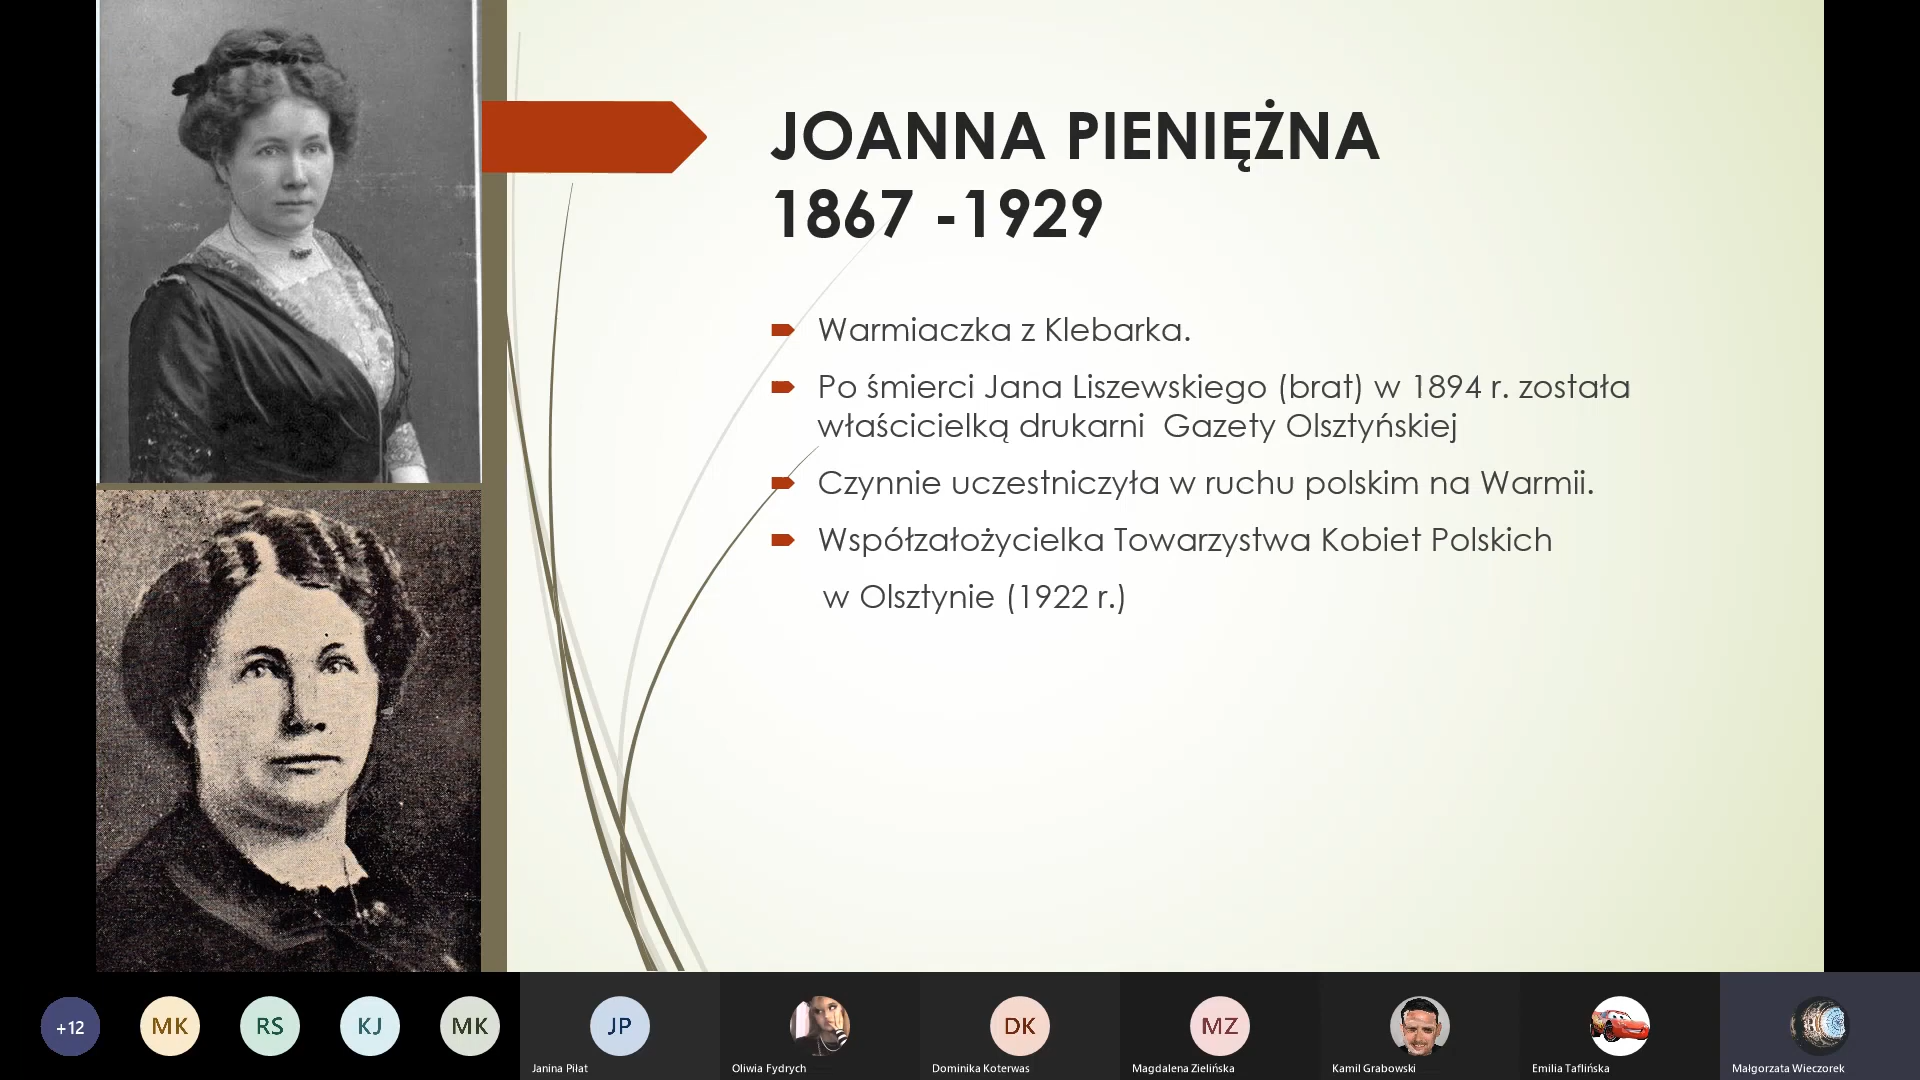 JOANNA PIENIĘŻNA
1867 -1929
Warmiaczka z Klebarka.
Po śmierci Jana Liszewskiego (brat) w 1894 r. została
właścicielką drukarni  Gazety Olsztyńskiej
Czynnie uczestniczyła w ruchu polskim na Warmii.
Współzałożycielka Towarzystwa Kobiet Polskich
w Olsztynie (1922 r.)
+12
MK
RS
KJ
MK
JP
DK
MZ
Janina Piłat
Oliwia Fydrych
Dominika Koterwas
Magdalena Zielińska
Kamil Grabowski
Emilia Taflińska
Małgorzata Wieczorek